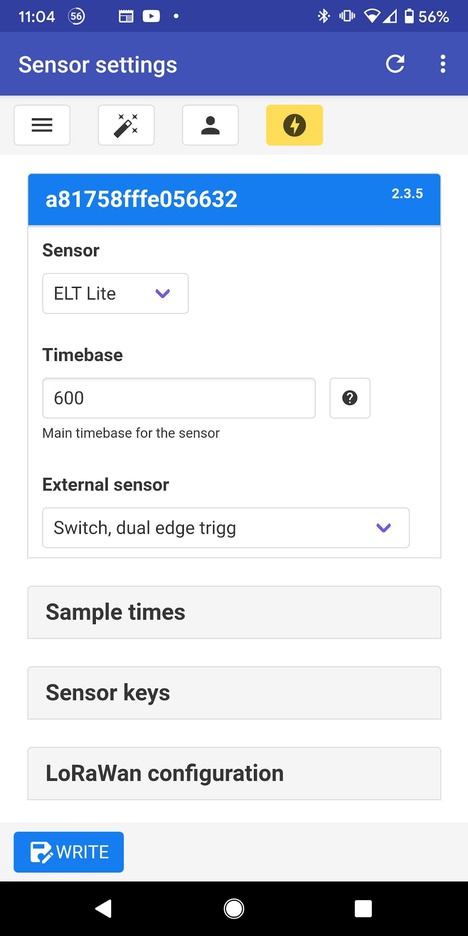 11:04 56 56%
Sensor settings
a81758fffe056632 2.3.5
Sensor
ELT Lite
Timebase
600
Main timebase for the sensor
External sensor
Switch, dual edge trigg
Sample times
Sensor keys
LoRaWan configuration
WRITE